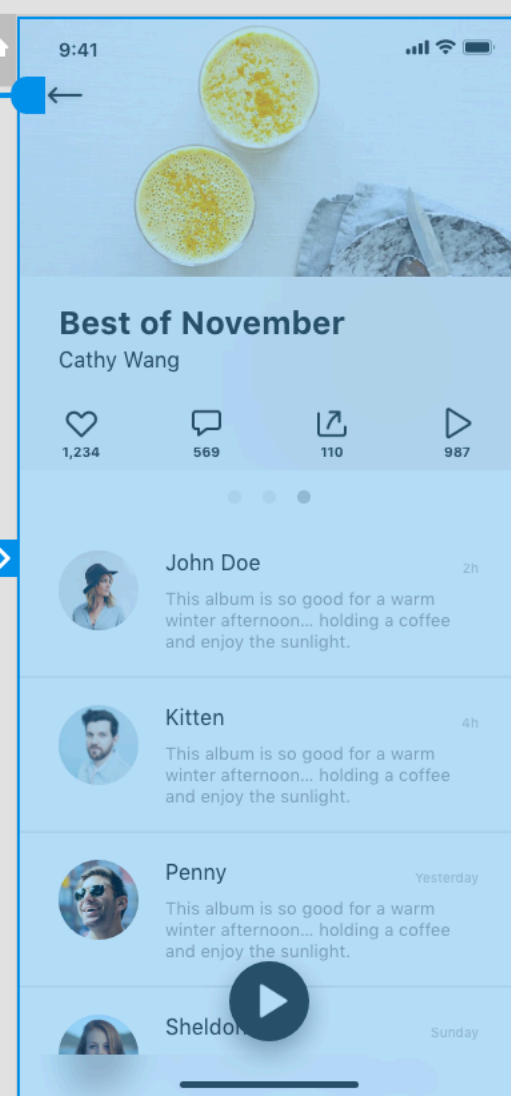 9:41
Best of November
Cathy Wang
1,234 569 110 987
John Doe 2h
This album is so good for a warm
winter afternoon... holding a coffee
and enjoy the sunlight.
Kitten 4h
This album is so good for a warm
winter afternoon... holding a coffee
and enjoy the sunlight.
Penny Yesterday
This album is so good for a warm
winter afternoon... holding a coffee
and enjoy the sunlight.
Sheldon Sunday